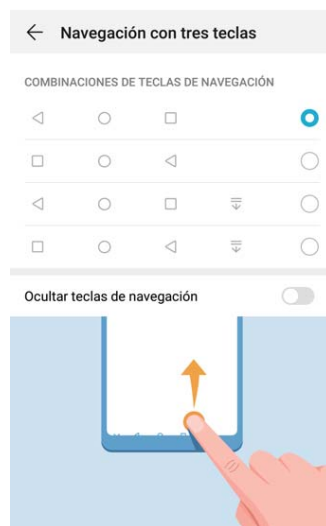 Navegación con tres teclas
COMBINACIONES DE TECLAS DE NAVEGACIÓN
Ocultar teclas de navegación